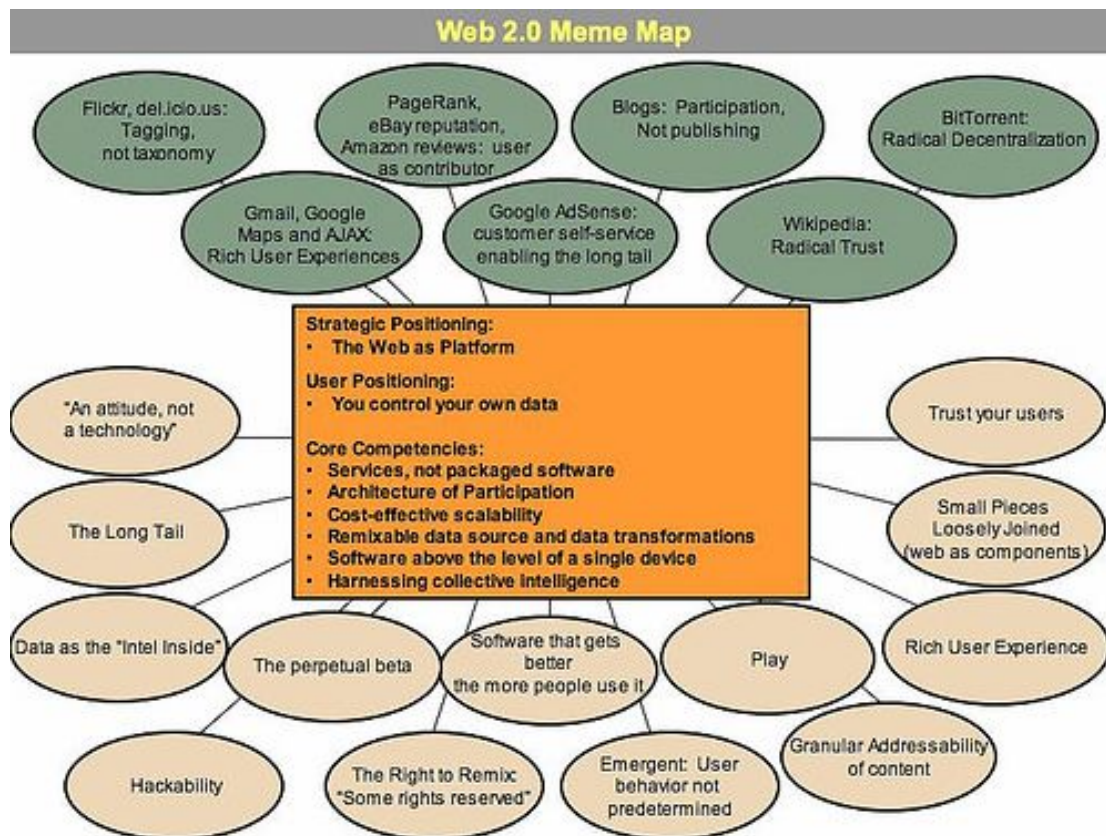 Web 2.0 Meme Map
Flickr, del.icio.us:
Tagging,
not taxonomy
PageRank,
eBay reputation,
Amazon reviews: user
as contributor
Blogs: Participation,
Not publishing
BitTorrent:
Radical Decentralization
Gmail, Google
Maps and AJAX:
Rich User Experiences
Google AdSense:
customer self-service
enabling the long tail
Wikipedia:
Radical Trust
Strategic Positioning:
• The Web as Platform
User Positioning:
• You control your own data
Core Competencies:
• Services, not packaged software
• Architecture of Participation
• Cost-effective scalability
• Remixable data source and data transformations
• Software above the level of a single device
• Harnessing collective intelligence
"An attitude, not
a technology"
Trust your users
The Long Tail
Small Pieces
Loosely Joined
(web as components)
Data as the "Intel Inside"
The perpetual beta
Software that gets
better
the more people use it
Play
Rich User Experience
Hackability
The Right to Remix:
"Some rights reserved"
Emergent: User
behavior not
predetermined
Granular Addressability
of content